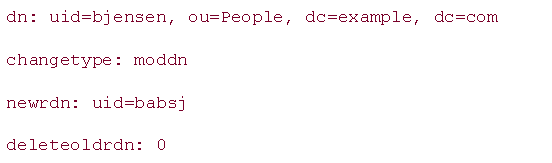 dn: uid=bjensen, ou=People, dc=example, dc=com
changetype: moddn
newrdn: uid=babsj
deleteoldrdn: 0